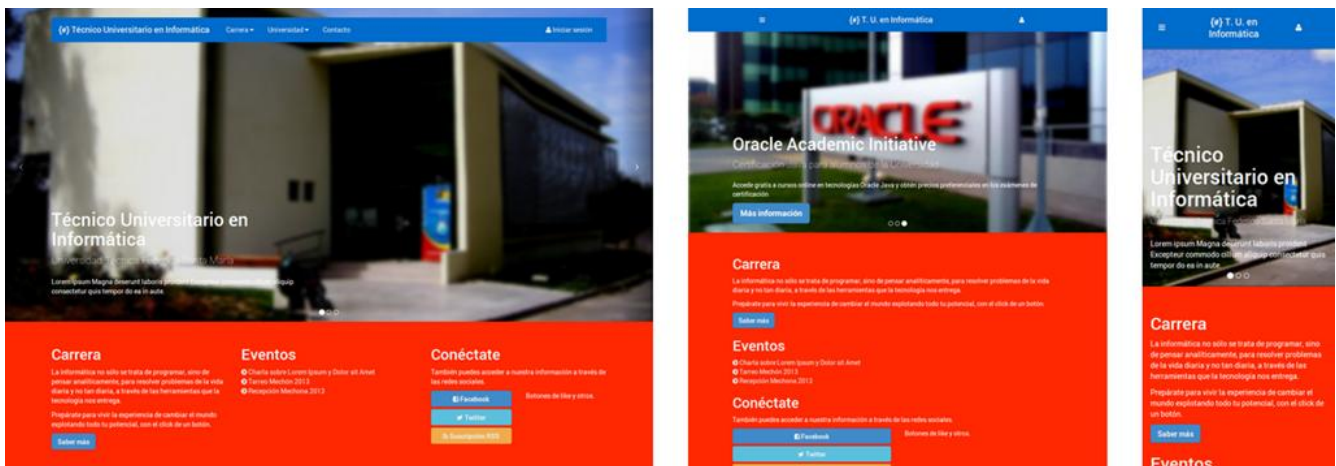 {#} Técnico Universitario en Informática Carrera Universidad Contacto Iniciar sesión
Técnico Universitario en
Informática
Universidad Técnica Federico Santa María
Lorem ipsum Magna deserunt laboris aliquip
consectetur quis tempor do ea in aute.
Carrera
La informática no sólo se trata de programar, sino de
pensar analíticamente, para resolver problemas de la vida
diaria y no tan diaria, a través de las herramientas que la
tecnología nos entrega.
Prepárate para vivir la experiencia de cambiar el mundo
explotando todo tu potencial, con el click de un botón.
Saber más
Eventos
Charla sobre Lorem Ipsum y Dolor sit Amet
Tarreo Mechón 2013
Recepción Mechona 2013
Conéctate
También puedes acceder a nuestra información a través de
las redes sociales.
Facebook
Twitter
Suscripción RSS
Botones de like y otros.
{#} T. U. en Informática
ORACLE
Oracle Academic Initiative
Certificación Java para alumnos de la Universidad
Accede gratis a cursos online en tecnologías Oracle Java y obtén precios preferenciales en los exámenes de
certificación
Más información
Carrera
La informática no sólo se trata de programar, sino de pensar analíticamente, para resolver problemas de la vida
diaria y no tan diaria, a través de las herramientas que la tecnología nos entrega.
Prepárate para vivir la experiencia de cambiar el mundo explotando todo tu potencial, con el click de un botón.
Saber más
Eventos
Charla sobre Lorem Ipsum y Dolor sit Amet
Tarreo Mechón 2013
Recepción Mechona 2013
Conéctate
También puedes acceder a nuestra información a través de las redes sociales.
Facebook
Twitter
Botones de like y otros.
{#} T. U. en
Informática
Técnico
Universitario en
Informática
Lorem ipsum Magna deserunt laboris proident
Excepteur commodo cillum aliquip consectetur quis
tempor do ea in aute.
Carrera
La informática no sólo se trata de programar, sino
de pensar analíticamente, para resolver problemas
de la vida diaria y no tan diaria, a través de las
herramientas que la tecnología nos entrega.
Prepárate para vivir la experiencia de cambiar el
mundo explotando todo tu potencial, con el click de
un botón.
Saber más
Eventos